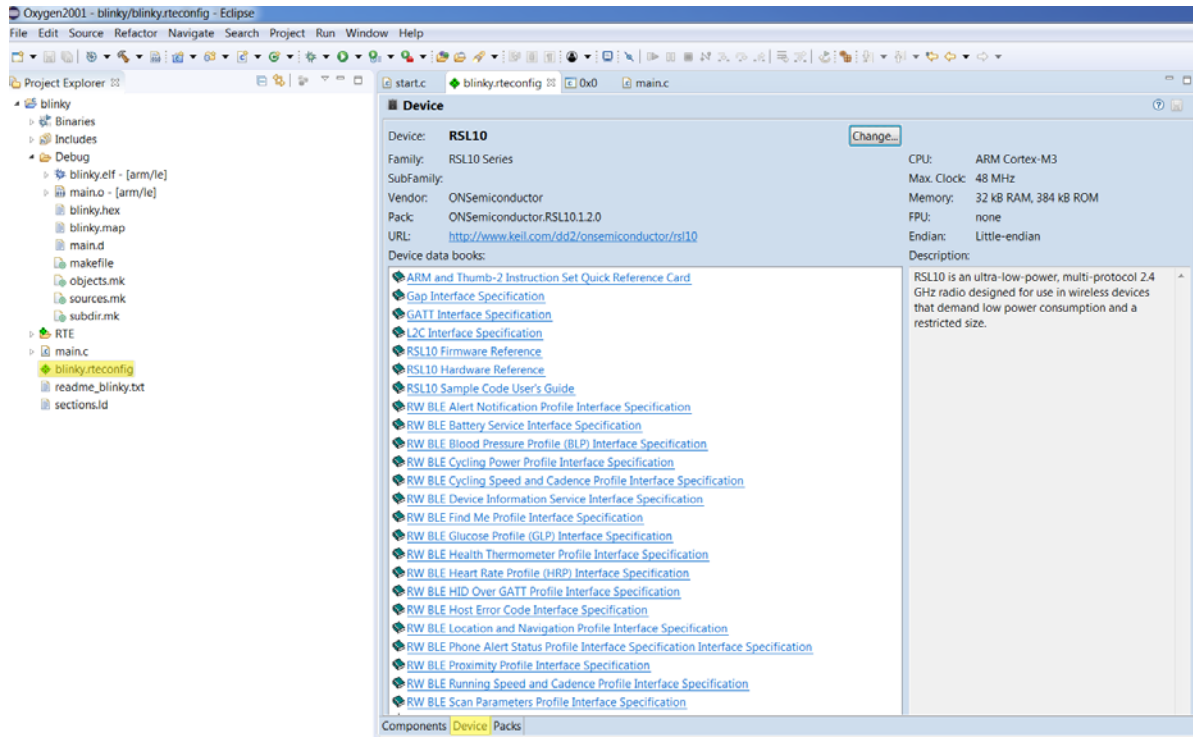 Oxygen2001 - blinky/blinky.rteconfig - Eclipse
File Edit Source Refactor Navigate Search Project Run Window Help
Project Explorer
blinky
Binaries
Includes
Debug
blinky.elf - [arm/le]
main.o - [arm/le]
blinky.hex
blinky.map
main.d
makefile
objects.mk
sources.mk
subdir.mk
RTE
main.c
blinky.rteconfig
readme_blinky.txt
sections.ld
start.c blinky.rteconfig 0x0 main.c
Device
Device: RSL10 Change...
Family: RSL10 Series
SubFamily:
Vendor: ONSemiconductor
Pack: ONSemiconductor.RSL10.1.2.0
URL: http://www.keil.com/dd2/onsemiconductor/rsl10
CPU: ARM Cortex-M3
Max. Clock: 48 MHz
Memory: 32 kB RAM, 384 kB ROM
FPU: none
Endian: Little-endian
Device data books:
ARM and Thumb-2 Instruction Set Quick Reference Card
Gap Interface Specification
GATT Interface Specification
L2C Interface Specification
RSL10 Firmware Reference
RSL10 Hardware Reference
RSL10 Sample Code User's Guide
RW BLE Alert Notification Profile Interface Specification
RW BLE Battery Service Interface Specification
RW BLE Blood Pressure Profile (BLP) Interface Specification
RW BLE Cycling Power Profile Interface Specification
RW BLE Cycling Speed and Cadence Profile Interface Specification
RW BLE Device Information Service Interface Specification
RW BLE Find Me Profile Interface Specification
RW BLE Glucose Profile (GLP) Interface Specification
RW BLE Health Thermometer Profile Interface Specification
RW BLE Heart Rate Profile (HRP) Interface Specification
RW BLE HID Over GATT Profile Interface Specification
RW BLE Host Error Code Interface Specification
RW BLE Location and Navigation Profile Interface Specification
RW BLE Phone Alert Status Profile Interface Specification Interface Specification
RW BLE Proximity Profile Interface Specification
RW BLE Running Speed and Cadence Profile Interface Specification
RW BLE Scan Parameters Profile Interface Specification
Description:
RSL10 is an ultra-low-power, multi-protocol 2.4
GHz radio designed for use in wireless devices
that demand low power consumption and a
restricted size.
Components Device Packs